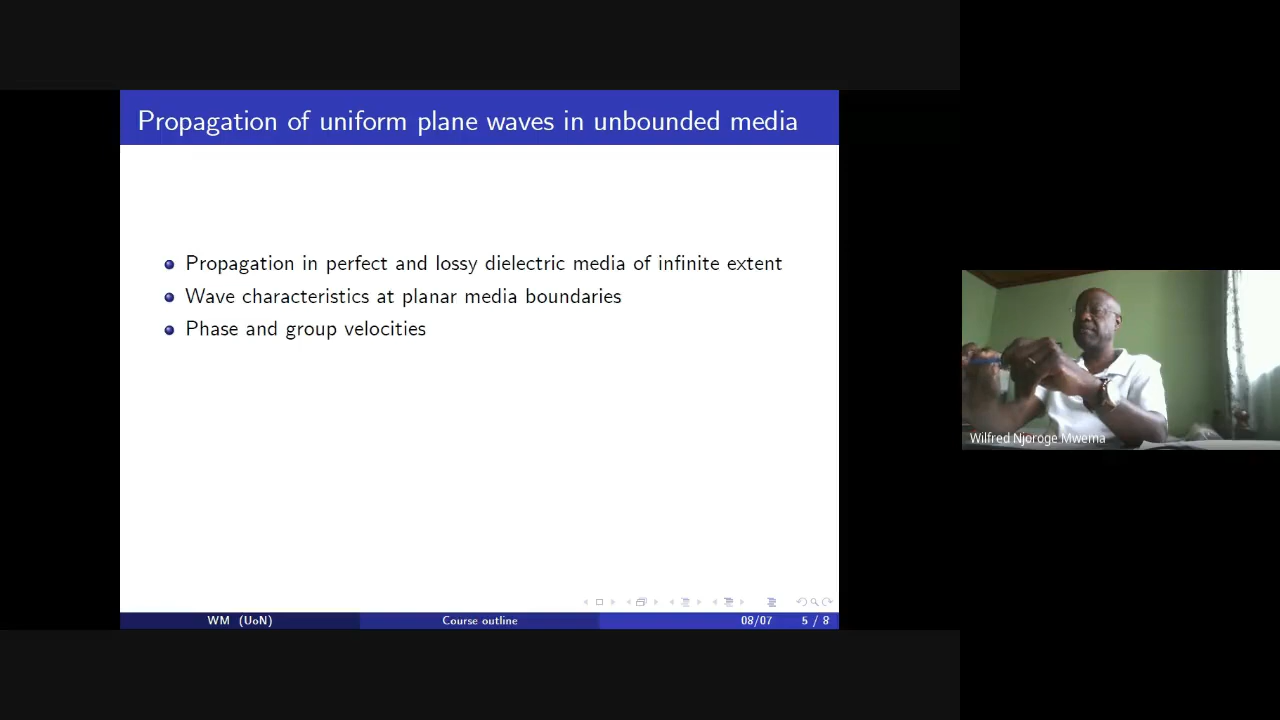 Propagation of uniform plane waves in unbounded media
Propagation in perfect and lossy dielectric media of infinite extent
Wave characteristics at planar media boundaries
Phase and group velocities
WM (UoN)
Course outline
08/07
5 / 8
Wilfred Njoroge Mwema